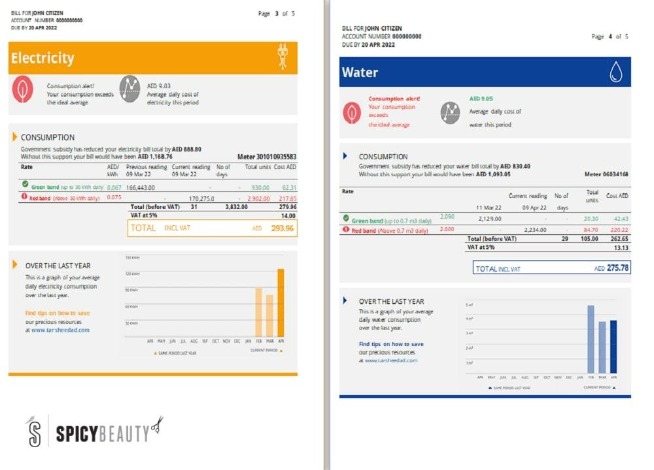 BILL FOR JOHN CITIZEN
ACCOUNT NUMBER 000000000
DUE BY 20 APR 2022
Page 3 of 5
Electricity
Consumption alert!
Your consumption exceeds
the ideal average
AED 9.03
Average daily cost of
electricity this period
CONSUMPTION
Government subsidy has reduced your electricity bill total by AED 888.80
Without this support your bill would have been AED 1,168.76
Meter 301010935583
Rate AED/ kWh Previous reading 09 Mar 22 Current reading 09 Mar 22 No of days Total units Cost AED
Green band (up to 30 kWh daily) 0.067 166,443.00 - - 930.00 62.31
Red band (Above 30 kWh daily) 0.075 170,275.0 - 2,902.00 217.65
Total (before VAT) 31 3,832.00 279.96
VAT at 5% 14.00
TOTAL INCL VAT AED 293.96
OVER THE LAST YEAR
This is a graph of your average
daily electricity consumption
over the last year.
Find tips on how to save
our precious resources
at www.tarsheedad.com
APR MAY JUN JUL AUG SEP OCT NOV DEC JAN FEB MAR APR
SAME PERIOD LAST YEAR
CURRENT PERIOD
SPICYBEAUTY
BILL FOR JOHN CITIZEN
ACCOUNT NUMBER 000000000
DUE BY 20 APR 2022
Page 4 of 5
Water
Consumption alert!
Your consumption
exceeds
the ideal average
AED 9.05
Average daily cost of
water this period
CONSUMPTION
Government subsidy has reduced your water bill total by AED 830.40
Without this support your bill would have been AED 1,093.05
Meter 06034168
Rate 11 Mar 22 Current reading 09 Apr 22 No of days Total units Cost AED
Green band (up to 0.7 m3 daily) 2.090 2,129.00 - - 20.30 42.43
Red band (Above 0.7 m3 daily) 2.600 - 2,234.00 - 84.70 220.22
Total (before VAT) 29 105.00 262.65
VAT at 5% 13.13
TOTAL INCL VAT AED 275.78
OVER THE LAST YEAR
This is a graph of your average
daily water consumption
over the last year.
Find tips on how to save
our precious resources
at www.tarsheedad.com
APR MAY JUN JUL AUG SEP OCT NOV DEC JAN FEB MAR APR
SAME PERIOD LAST YEAR
CURRENT PERIOD